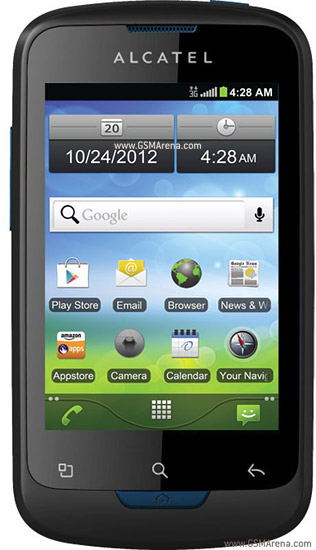 ALCATEL
3G 4:28 AM
20
www.GSMArena.com
10/24/2012 4:28 AM
Google
Play Store Email Browser News & W
amazon
apps
Appstore Camera Calendar Your Navig
www.GSMArena.com